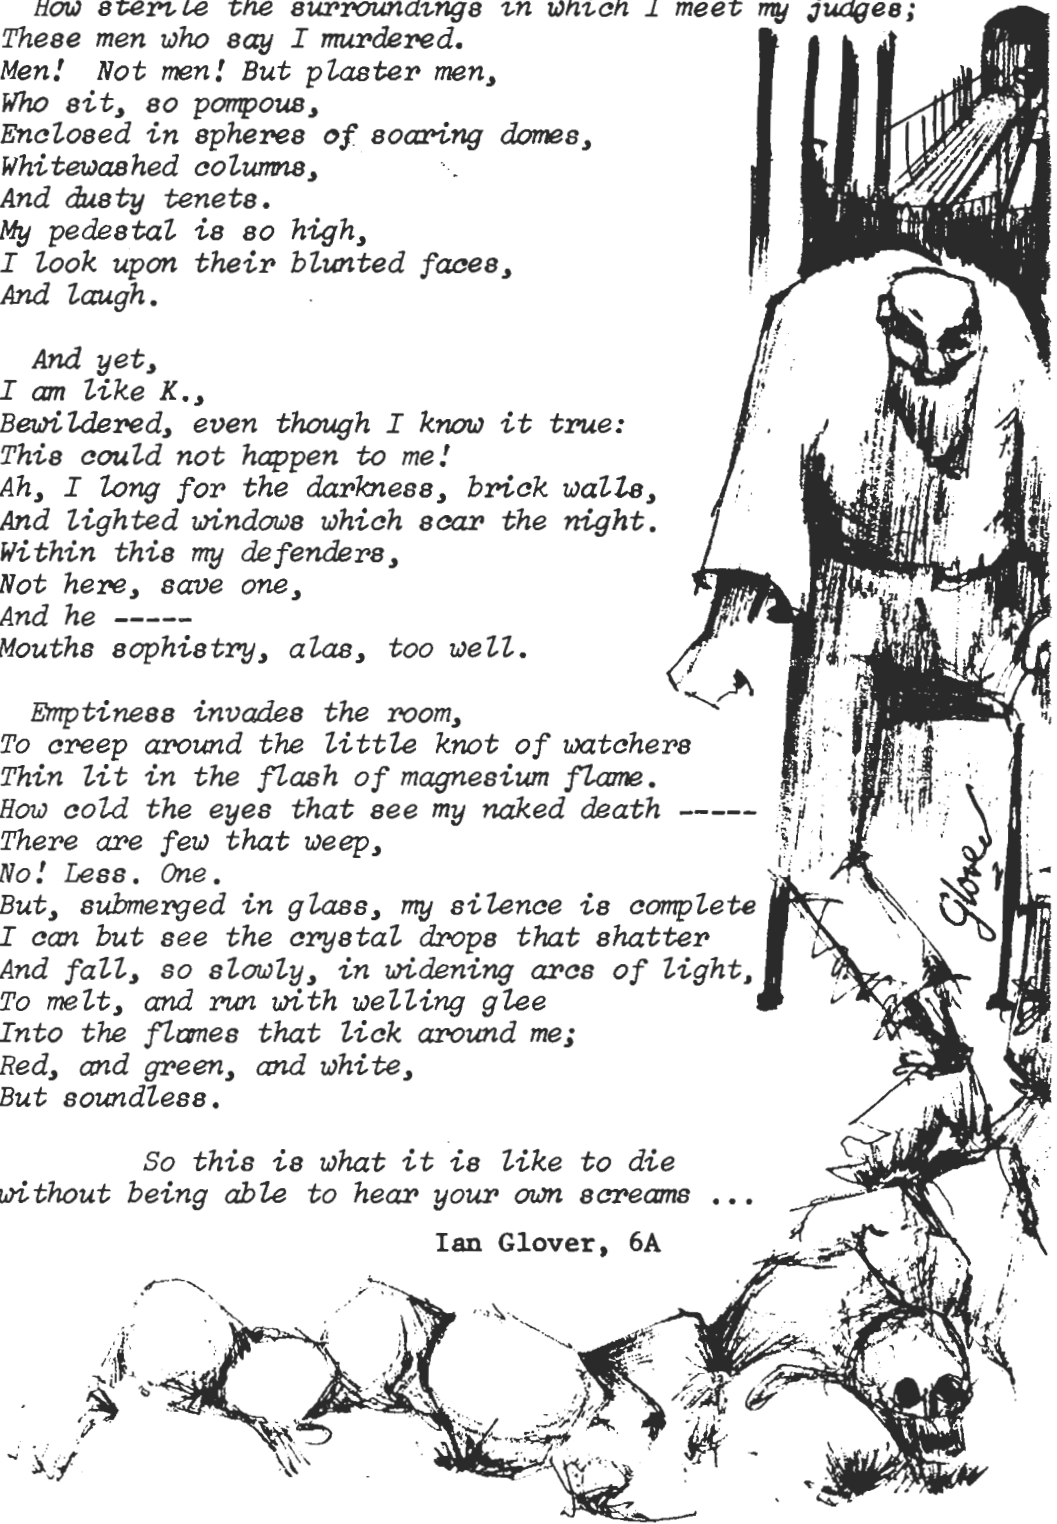 How sterile the surroundings in which I meet my judges;
These men who say I murdered.
Men! Not men! But plaster men,
Who sit, so pompous,
Enclosed in spheres of soaring domes,
Whitewashed columns,
And dusty tenets.
My pedestal is so high,
I look upon their blunted faces,
And laugh.
And yet,
I am like K.,
Bewildered, even though I know it true:
This could not happen to me!
Ah, I long for the darkness, brick walls,
And lighted windows which scar the night.
Within this my defenders,
Not here, save one,
And he -----
Mouths sophistry, alas, too well.
Emptiness invades the room,
To creep around the little knot of watchers
Thin lit in the flash of magnesium flame.
How cold the eyes that see my naked death -----
There are few that weep,
No! Less. One.
But, submerged in glass, my silence is complete
I can but see the crystal drops that shatter
And fall, so slowly, in widening arcs of light,
To melt, and run with welling glee
Into the flames that lick around me;
Red, and green, and white,
But soundless.
So this is what it is like to die
without being able to hear your own screams ...
Ian Glover, 6A
Glover